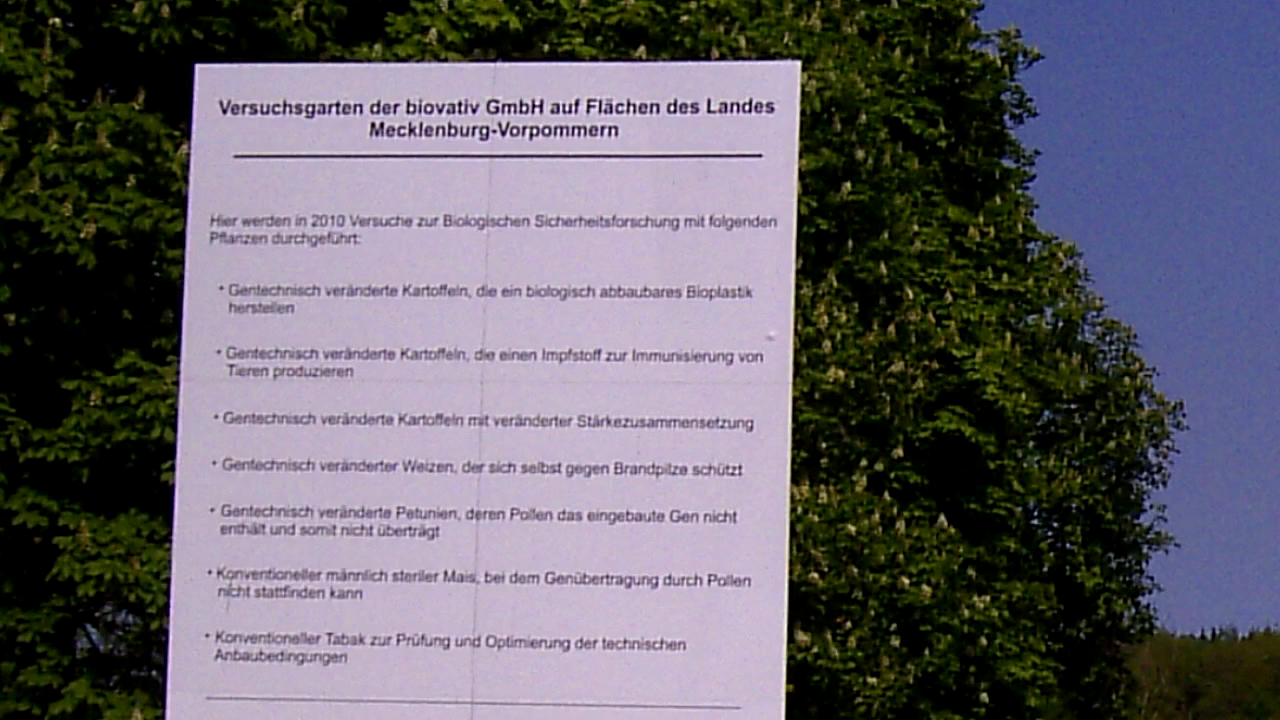 Versuchsgarten der biovativ GmbH auf Flächen des Landes
Mecklenburg-Vorpommern
Hier werden in 2010 Versuche zur Biologischen Sicherheitsforschung mit folgenden
Pflanzen durchgeführt:
* Gentechnisch veränderte Kartoffeln, die ein biologisch abbaubares Bioplastik
herstellen
* Gentechnisch veränderte Kartoffeln, die einen Impfstoff zur Immunisierung von
Tieren produzieren
* Gentechnisch veränderte Kartoffeln mit veränderter Stärkezusammensetzung
* Gentechnisch veränderter Weizen, der sich selbst gegen Brandpilze schützt
* Gentechnisch veränderte Petunien, deren Pollen das eingebaute Gen nicht
enthält und somit nicht überträgt
* Konventioneller männlich steriler Mais, bei dem Genübertragung durch Pollen
nicht stattfinden kann
* Konventioneller Tabak zur Prüfung und Optimierung der technischen
Anbaubedingungen